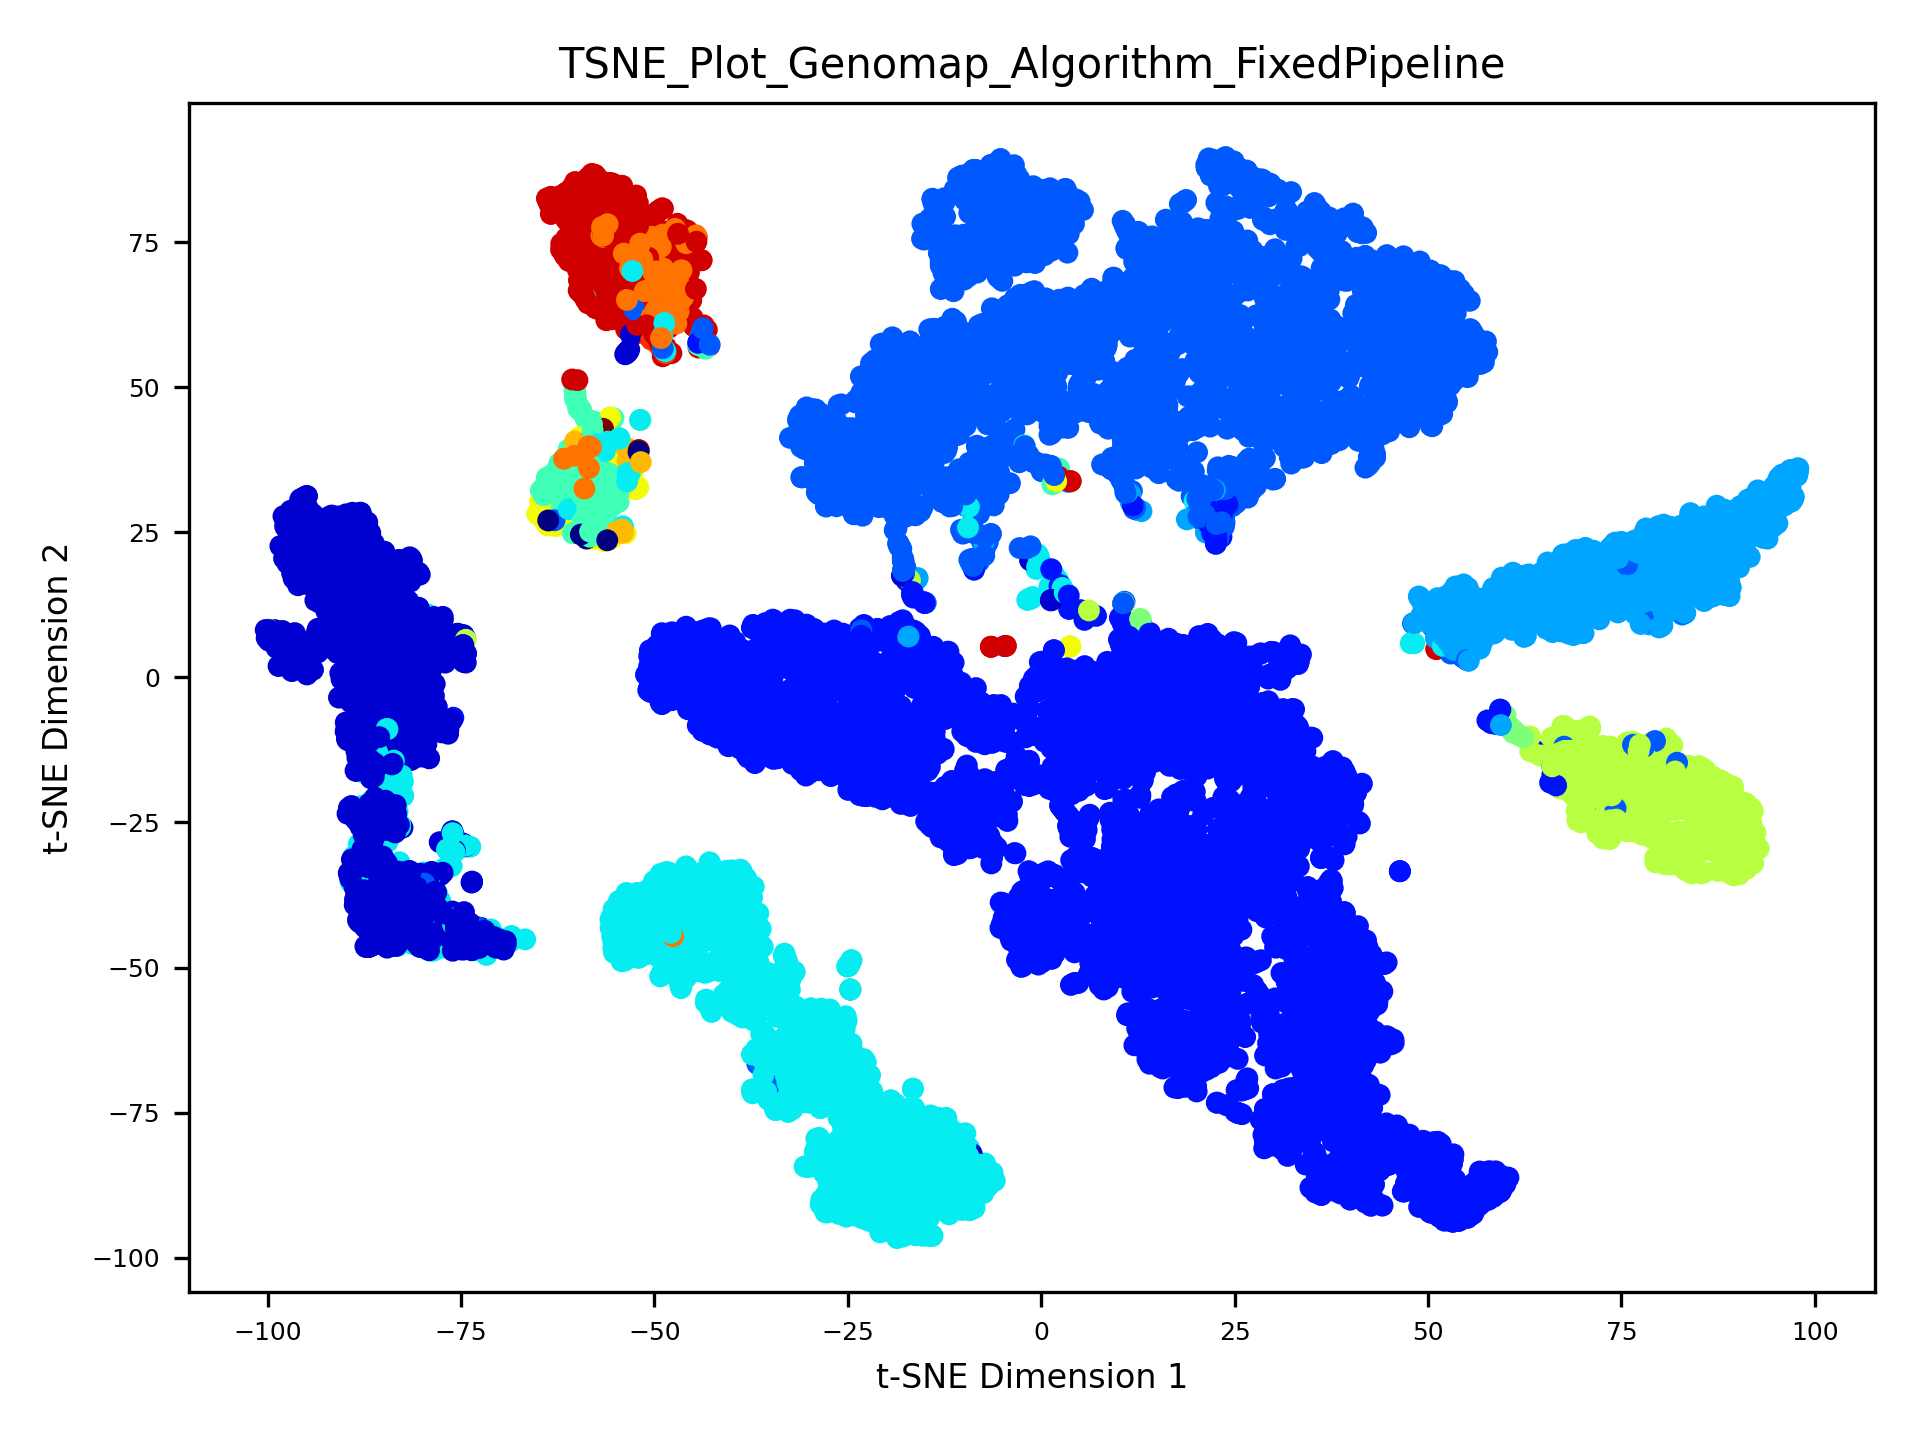 TSNE_Plot_Genomap_Algorithm_FixedPipeline
75
50
25
0
−25
−50
−75
−100
t-SNE Dimension 2
−100 −75 −50 −25 0 25 50 75 100
t-SNE Dimension 1